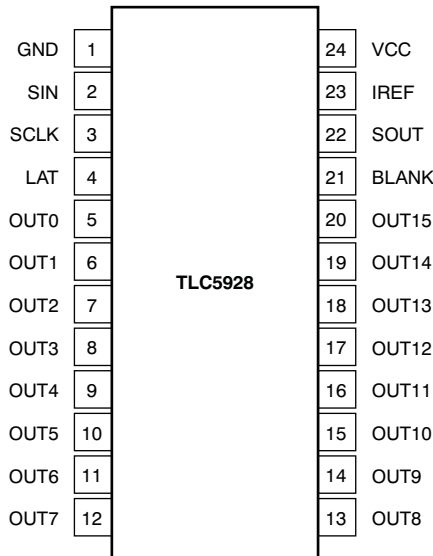 GND 1 24 VCC
SIN 2 23 IREF
SCLK 3 22 SOUT
LAT 4 21 BLANK
OUT0 5 20 OUT15
OUT1 6 19 OUT14
TLC5928
OUT2 7 18 OUT13
OUT3 8 17 OUT12
OUT4 9 16 OUT11
OUT5 10 15 OUT10
OUT6 11 14 OUT9
OUT7 12 13 OUT8